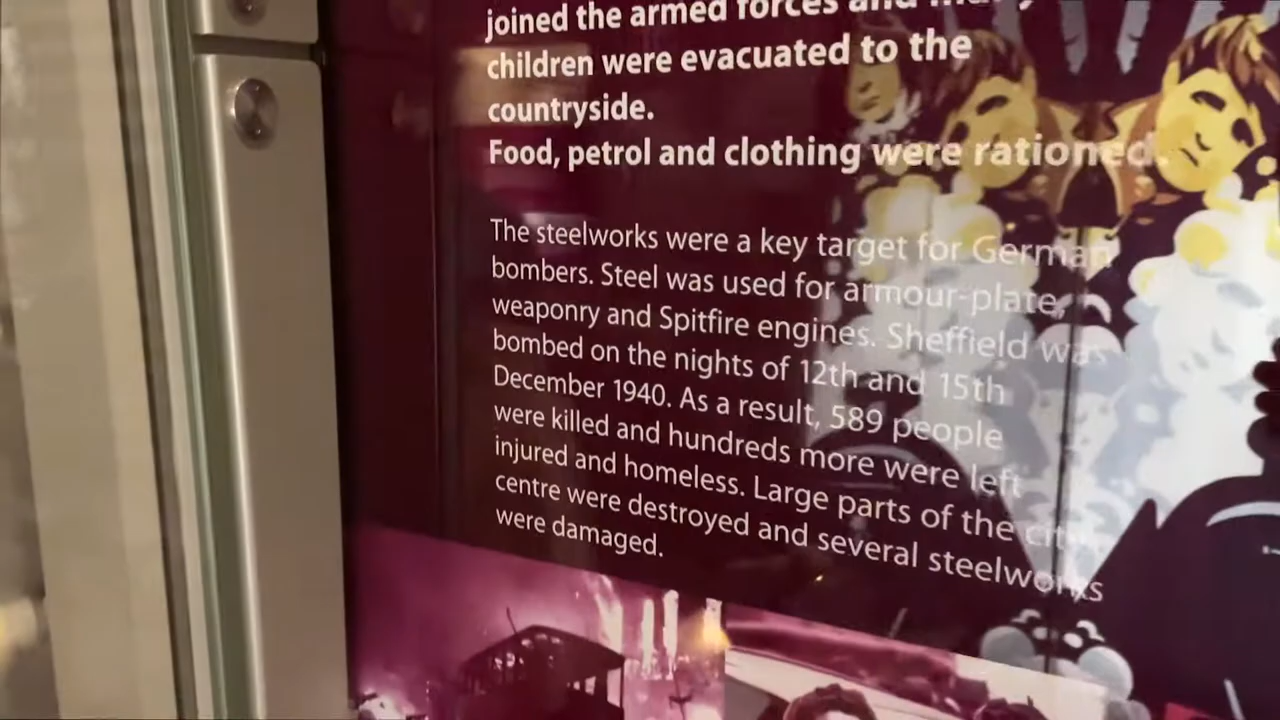 joined the armed forces and many
children were evacuated to the
countryside.
Food, petrol and clothing were rationed.
The steelworks were a key target for German
bombers. Steel was used for armour-plate,
weaponry and Spitfire engines. Sheffield was
bombed on the nights of 12th and 15th
December 1940. As a result, 589 people
were killed and hundreds more were left
injured and homeless. Large parts of the city
centre were destroyed and several steelworks
were damaged.